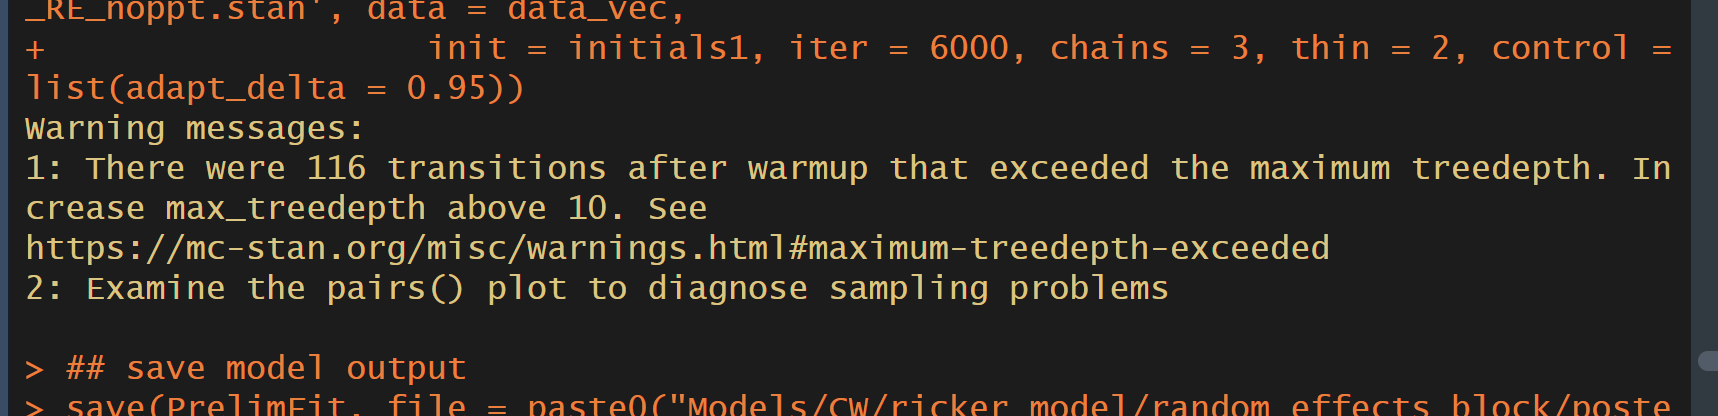 _RE_noppt.stan', data = data_vec,
+                    init = initials1, iter = 6000, chains = 3, thin = 2, control =
list(adapt_delta = 0.95))
Warning messages:
1: There were 116 transitions after warmup that exceeded the maximum treedepth. In
crease max_treedepth above 10. See
https://mc-stan.org/misc/warnings.html#maximum-treedepth-exceeded
2: Examine the pairs() plot to diagnose sampling problems

> ## save model output
> save(PrelimFit, file = paste0("Models/CW/ricker_model/random_effects_block/poste